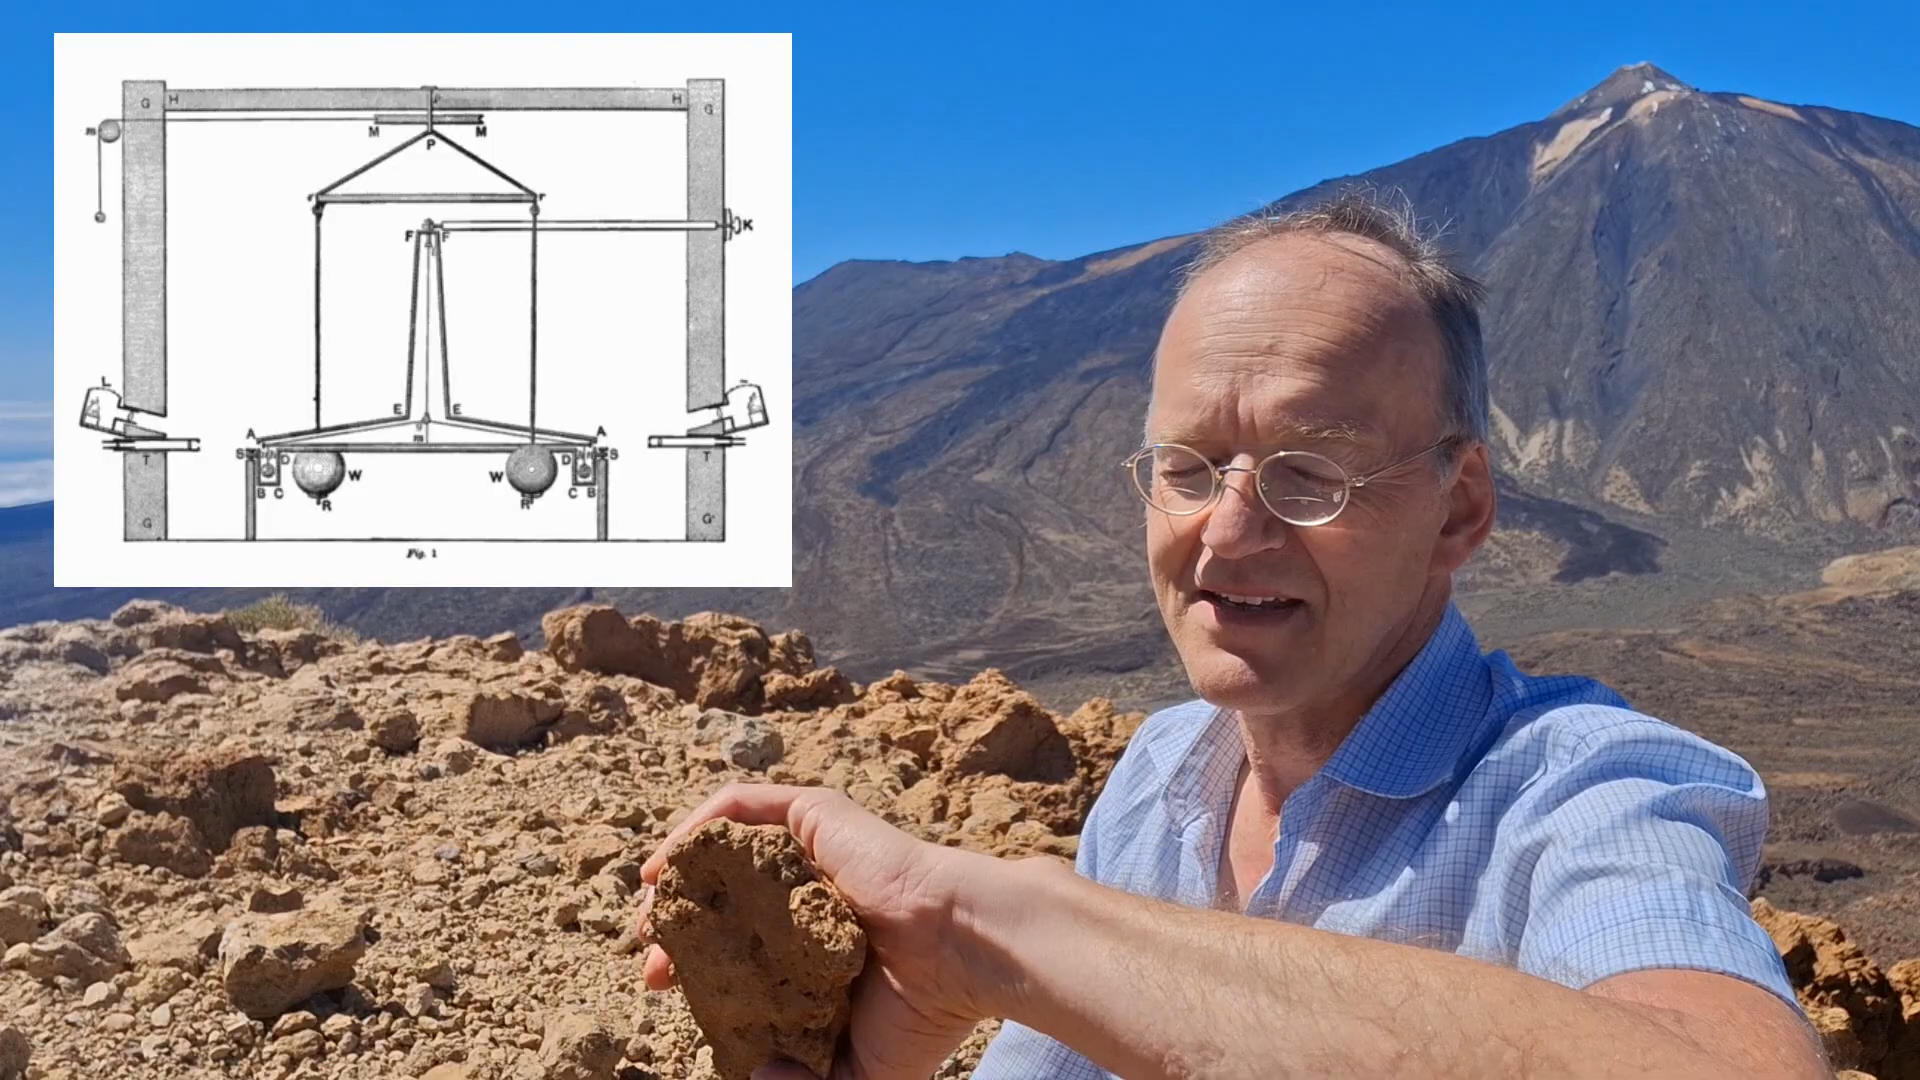 G H P H G
m M M
P
r r
F F K
L
E E
A A
S D D S
T W W T
B C C B
R R
m
G G
Fig. 1